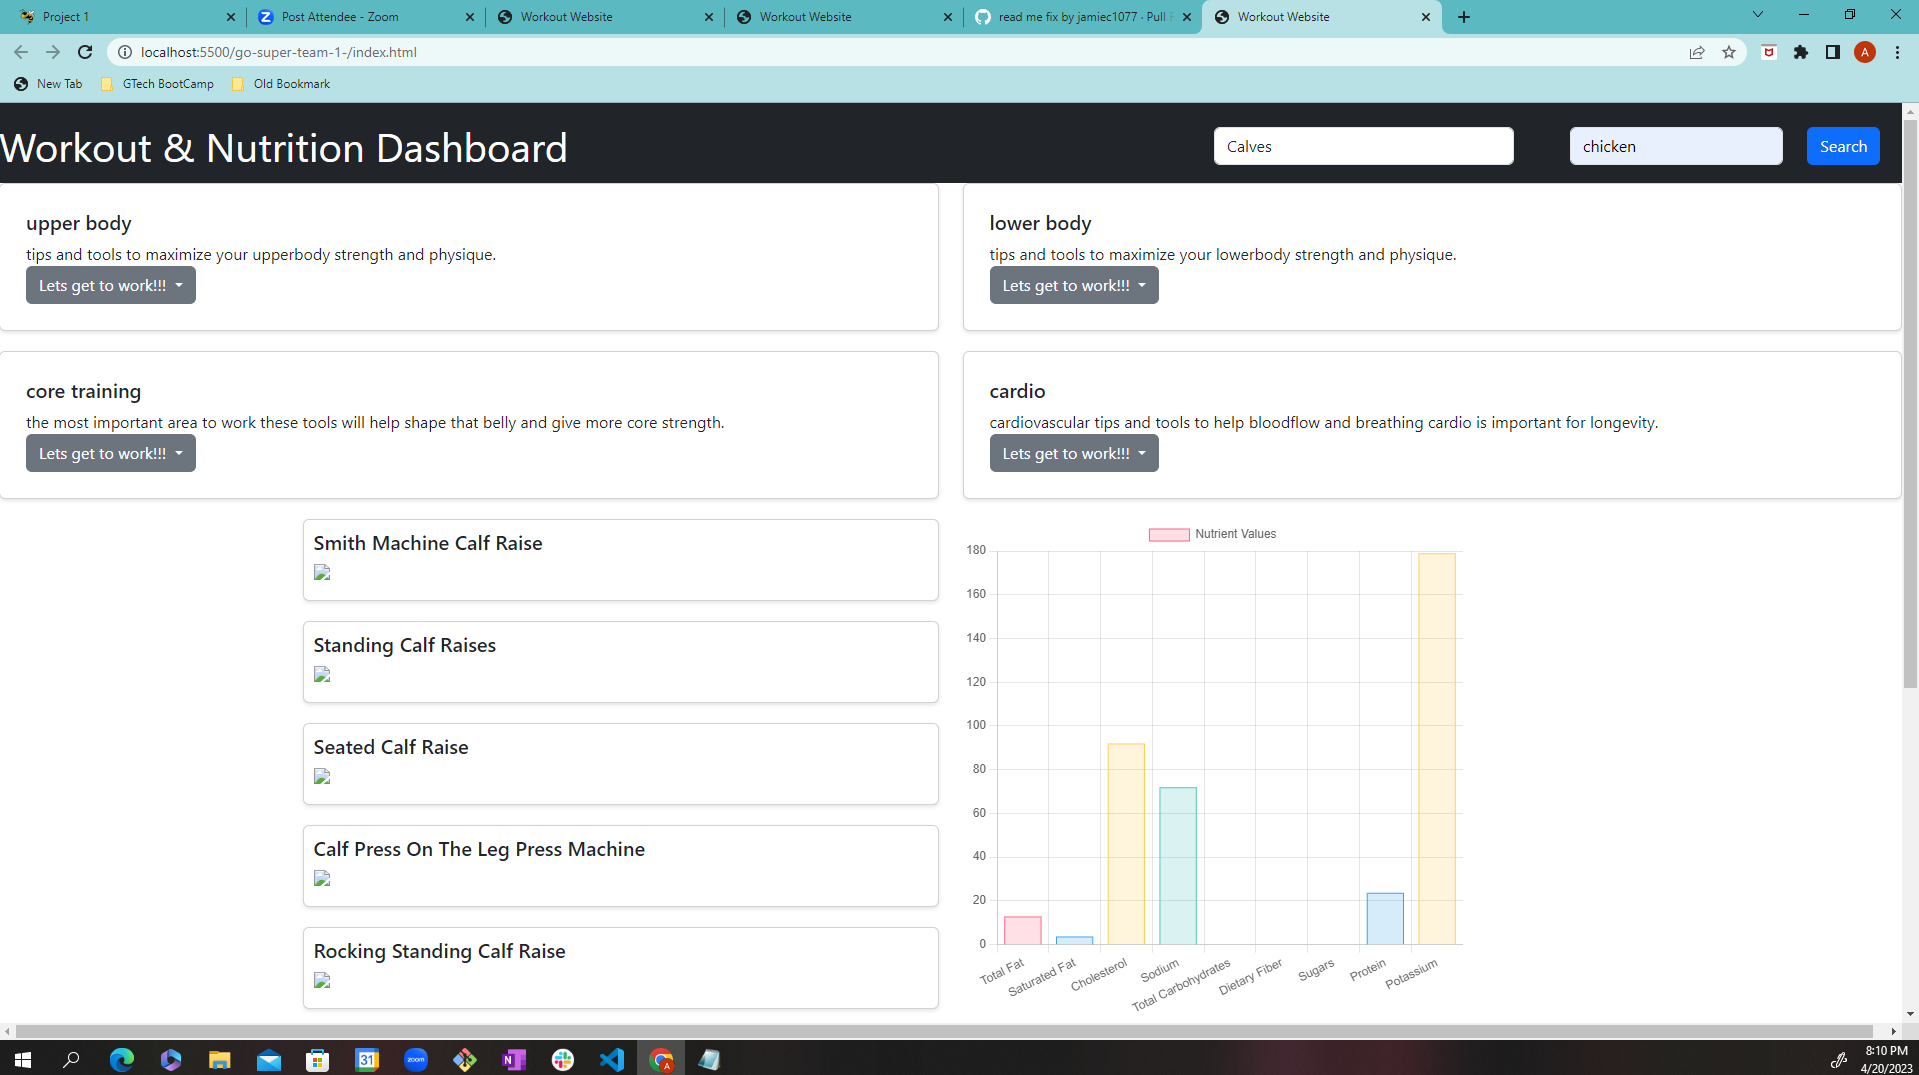 Project 1
Post Attendee - Zoom
Workout Website
Workout Website
read me fix by jamiec1077 · Pull
Workout Website
localhost:5500/go-super-team-1-/index.html
A
New Tab
GTech BootCamp
Old Bookmark
Workout & Nutrition Dashboard
Calves
chicken
Search
upper body
tips and tools to maximize your upperbody strength and physique.
Lets get to work!!!
lower body
tips and tools to maximize your lowerbody strength and physique.
Lets get to work!!!
core training
the most important area to work these tools will help shape that belly and give more core strength.
Lets get to work!!!
cardio
cardiovascular tips and tools to help bloodflow and breathing cardio is important for longevity.
Lets get to work!!!
Smith Machine Calf Raise
Standing Calf Raises
Seated Calf Raise
Calf Press On The Leg Press Machine
Rocking Standing Calf Raise
Nutrient Values
180
160
140
120
100
80
60
40
20
0
Total Fat
Saturated Fat
Cholesterol
Sodium
Total Carbohydrates
Dietary Fiber
Sugars
Protein
Potassium
31
zoom
N
A
8:10 PM
4/20/2023